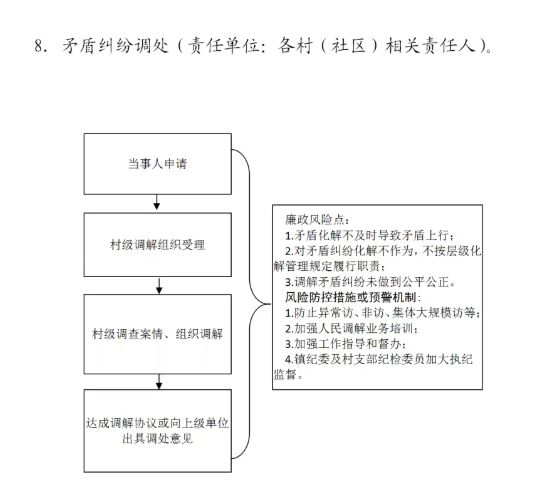 8. 矛盾纠纷调处（责任单位：各村（社区）相关责任人）。
当事人申请
村级调解组织受理
村级调查案情、组织调解
达成调解协议或向上级单位
出具调处意见
廉政风险点：
1.矛盾化解不及时导致矛盾上行；
2.对矛盾纠纷化解不作为，不按层级化
解管理规定履行职责；
3.调解矛盾纠纷未做到公平公正。
风险防控措施或预警机制：
1.防止异常访、非访、集体大规模访等；
2.加强人民调解业务培训；
3.加强工作指导和督办；
4.镇纪委及村支部纪检委员加大执纪
监督。